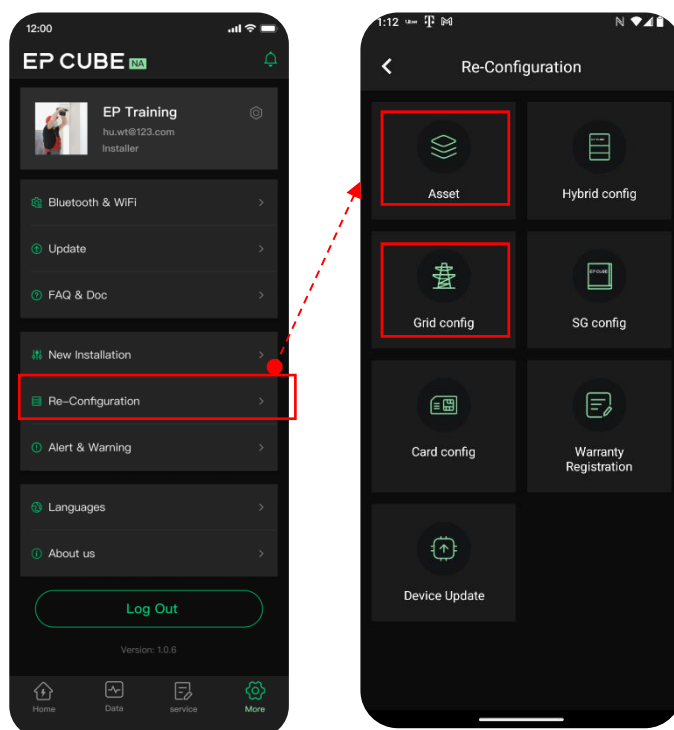 12:00
EP CUBE NA
EP Training
hu.wt@123.com
Installer
Bluetooth & WiFi
Update
FAQ & Doc
New Installation
Re-Configuration
Alert & Warning
Languages
About us
Log Out
Version: 1.0.6
Home
Data
service
More
1:12
Re-Configuration
Asset
Hybrid config
Grid config
EP CUBE
SG config
Card config
Warranty
Registration
Device Update